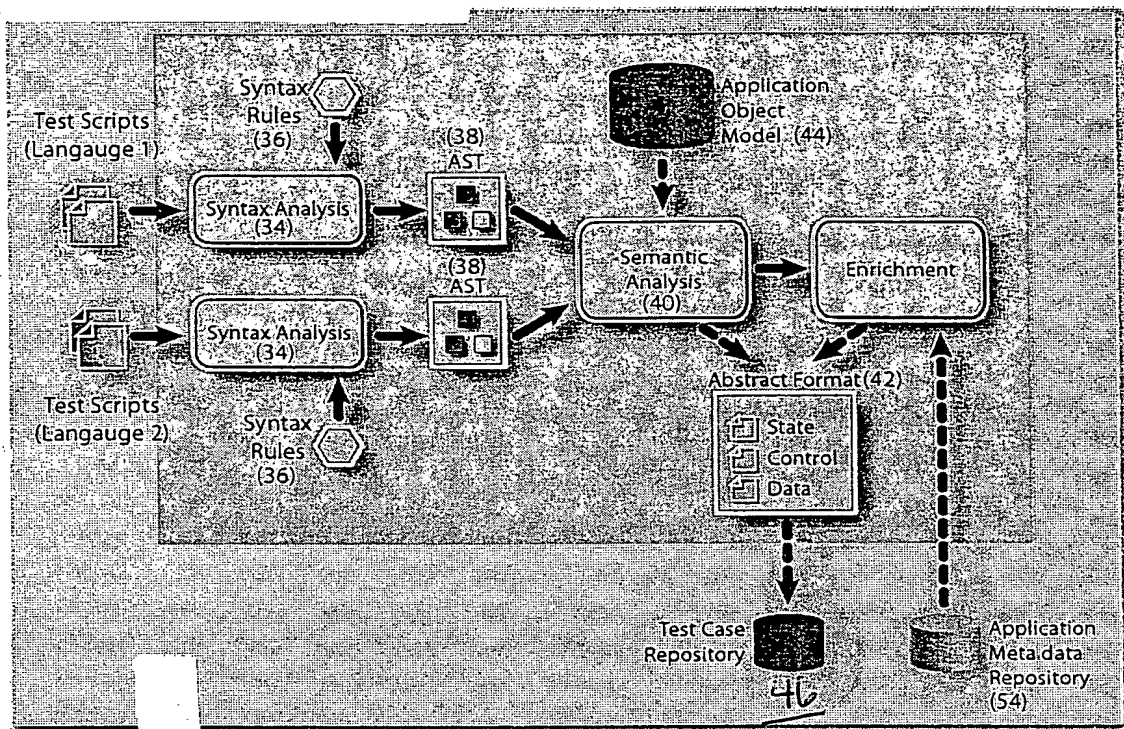 Syntax
Rules
(36)
Test Scripts
(Langauge 1)
(38)
AST
Application
Object
Model (44)
Syntax Analysis
(34)
Semantic
Analysis
(40)
Enrichment
(38)
AST
Syntax Analysis
(34)
Test Scripts
(Langauge 2)
Syntax
Rules
(36)
Abstract Format (42)
State
Control
Data
Test Case
Repository
46
Application
Meta data
Repository
(54)